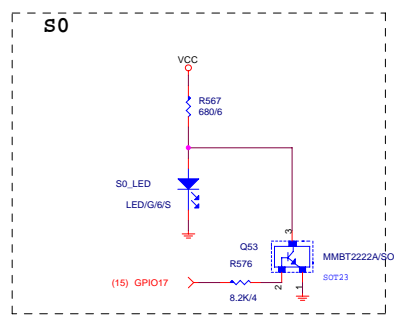 S0
VCC
R567
680/6
S0_LED
LED/G/6/S
3
Q53
MMBT2222A/SO
SOT23
R576
(15) GPIO17
2
1
8.2K/4